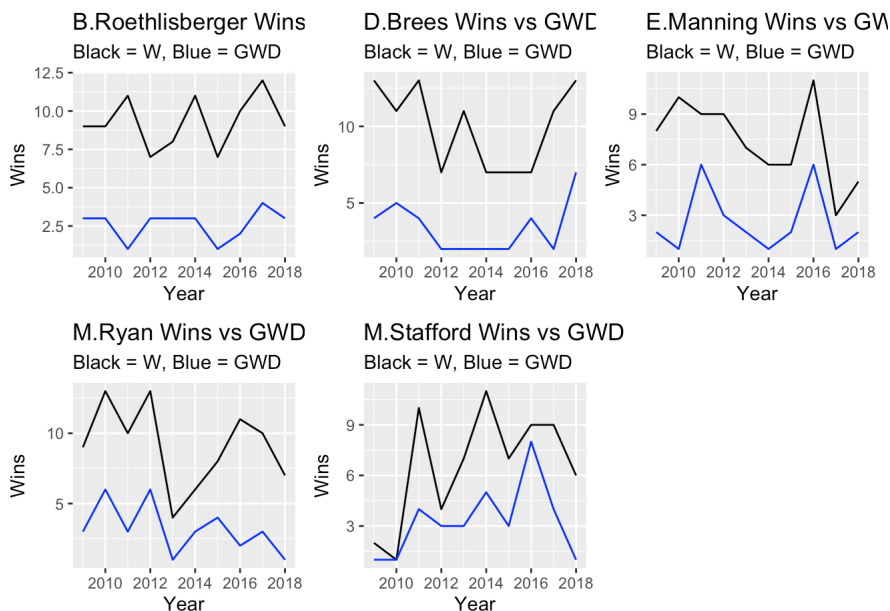 B.Roethlisberger Wins
Black = W, Blue = GWD
12.5
10.0
7.5
5.0
2.5
Wins
2010 2012 2014 2016 2018
Year
D.Brees Wins vs GWD
Black = W, Blue = GWD
10
5
Wins
2010 2012 2014 2016 2018
Year
E.Manning Wins vs GW
Black = W, Blue = GWD
9
6
3
Wins
2010 2012 2014 2016 2018
Year
M.Ryan Wins vs GWD
Black = W, Blue = GWD
10
5
Wins
2010 2012 2014 2016 2018
Year
M.Stafford Wins vs GWD
Black = W, Blue = GWD
9
6
3
Wins
2010 2012 2014 2016 2018
Year